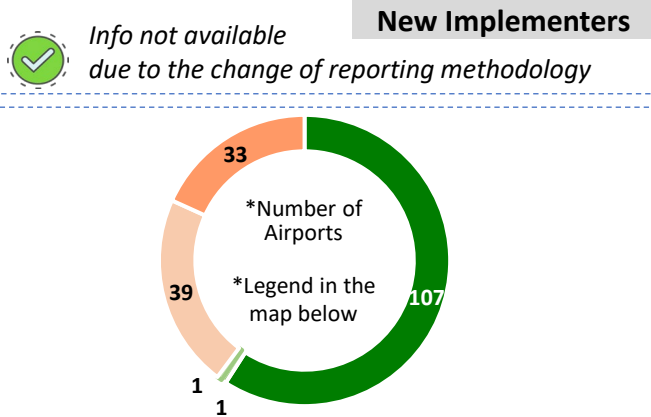 New Implementers
Info not available
due to the change of reporting methodology
33
*Number of
Airports
*Legend in the
map below
107
39
1
1